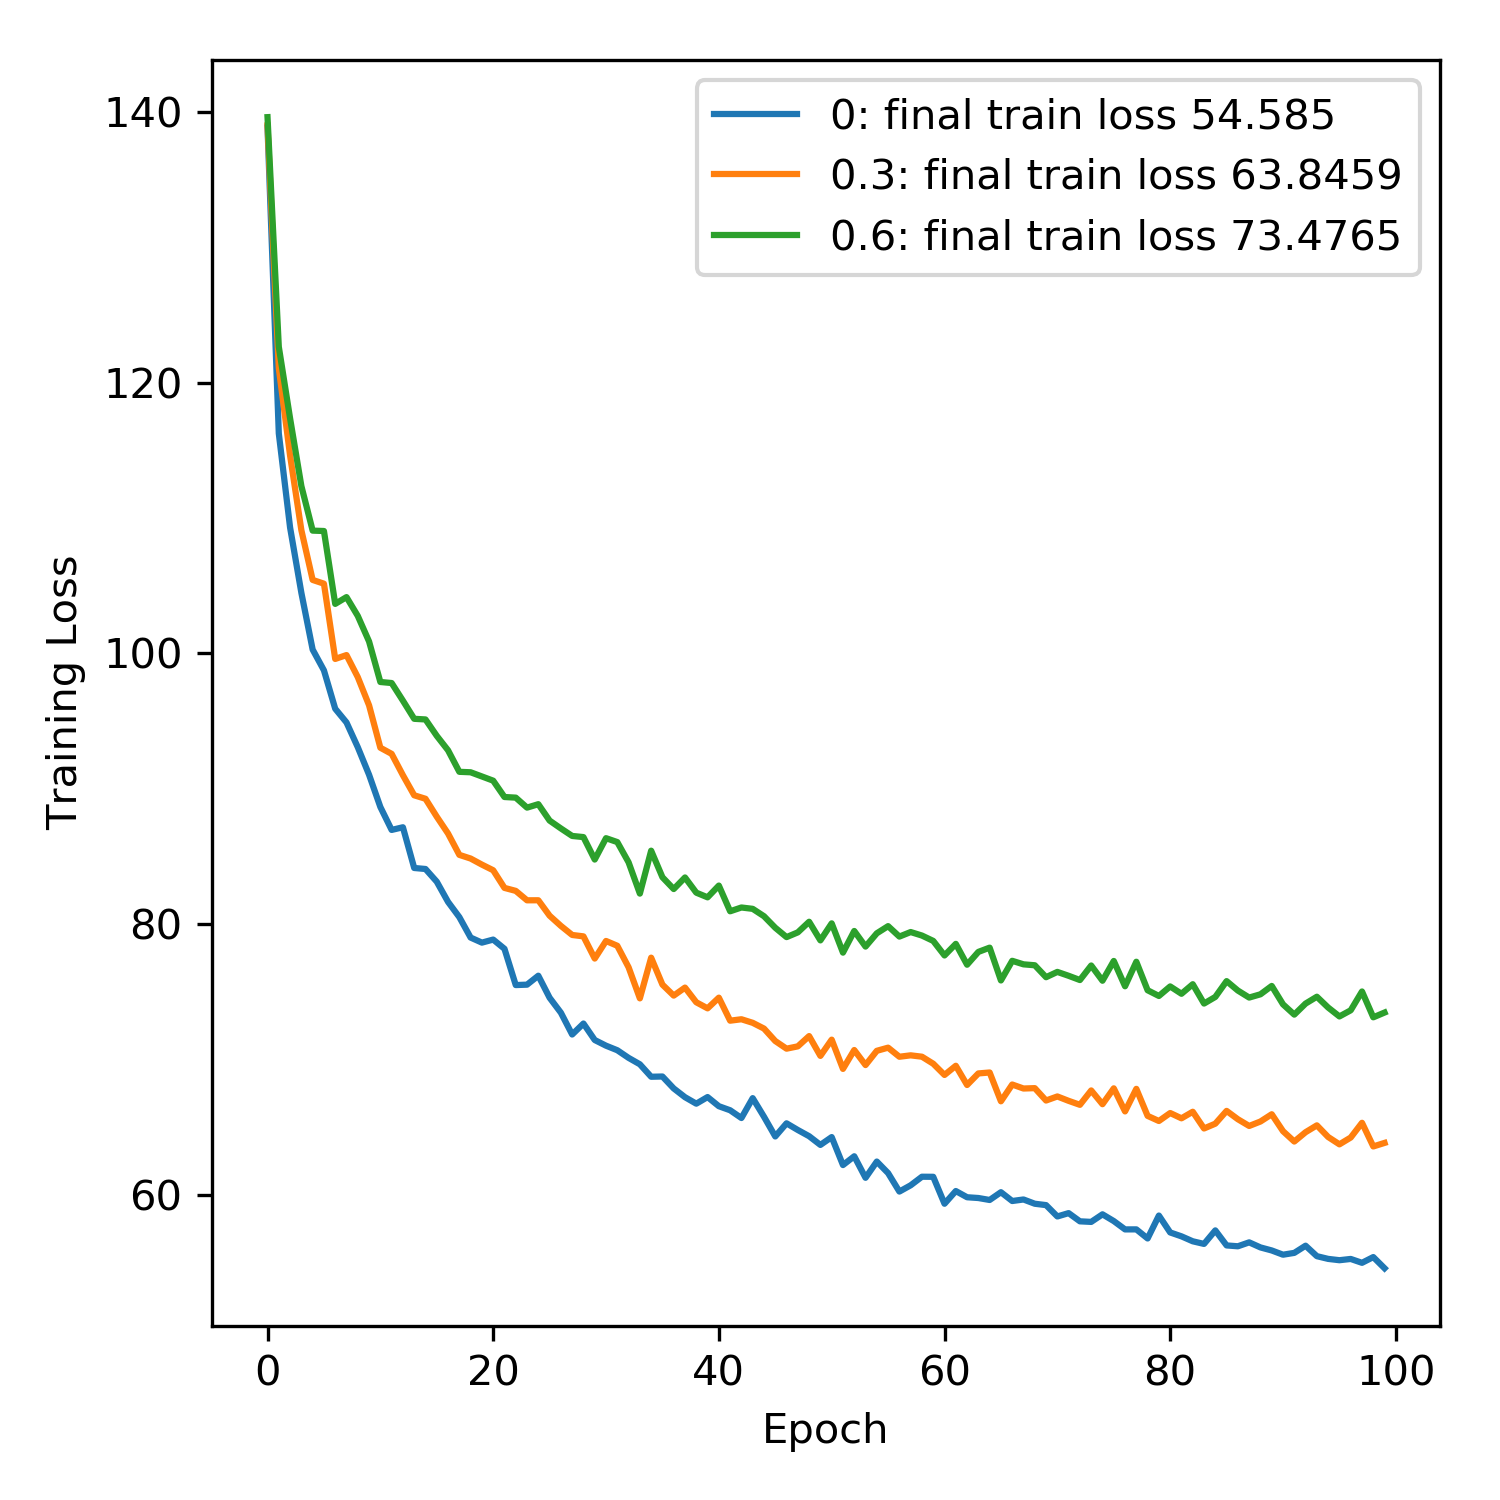 140
120
100
80
60
Training Loss
0: final train loss 54.585
0.3: final train loss 63.8459
0.6: final train loss 73.4765
0 20 40 60 80 100
Epoch